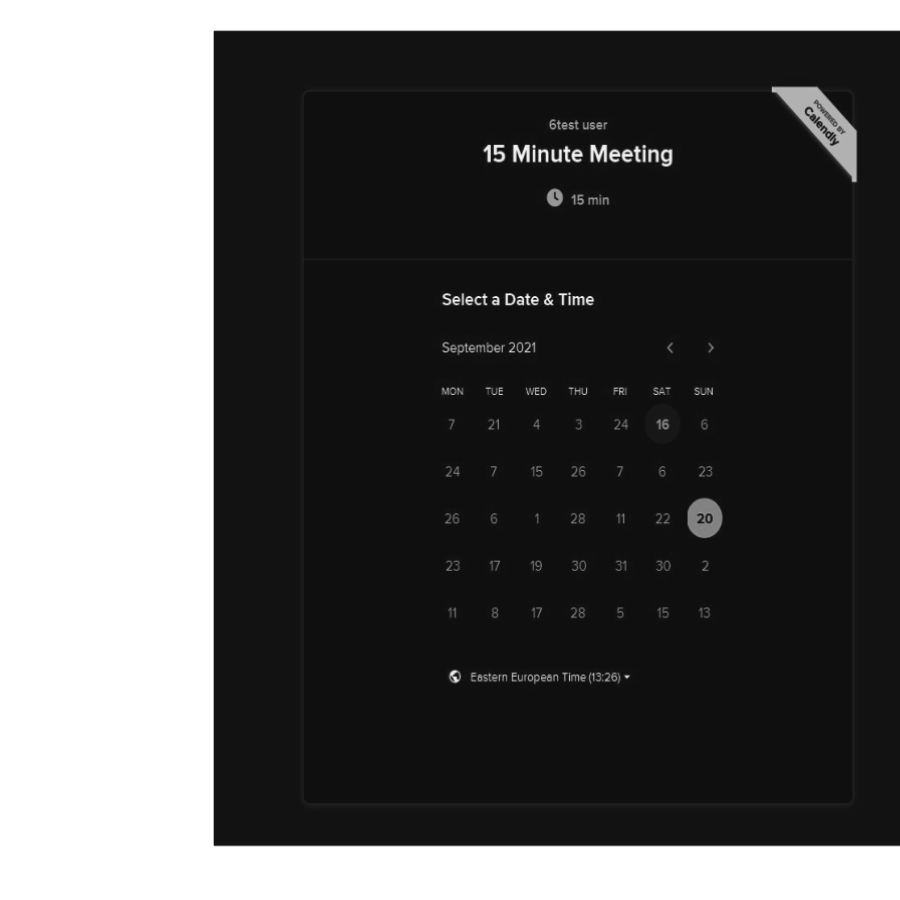 POWERED BY
Calendly
6test user
15 Minute Meeting
15 min
Select a Date & Time
September 2021
MON TUE WED THU FRI SAT SUN
7 21 4 3 24 16 6
24 7 15 26 7 6 23
26 6 1 28 11 22 20
23 17 19 30 31 30 2
11 8 17 28 5 15 13
Eastern European Time (13:26)